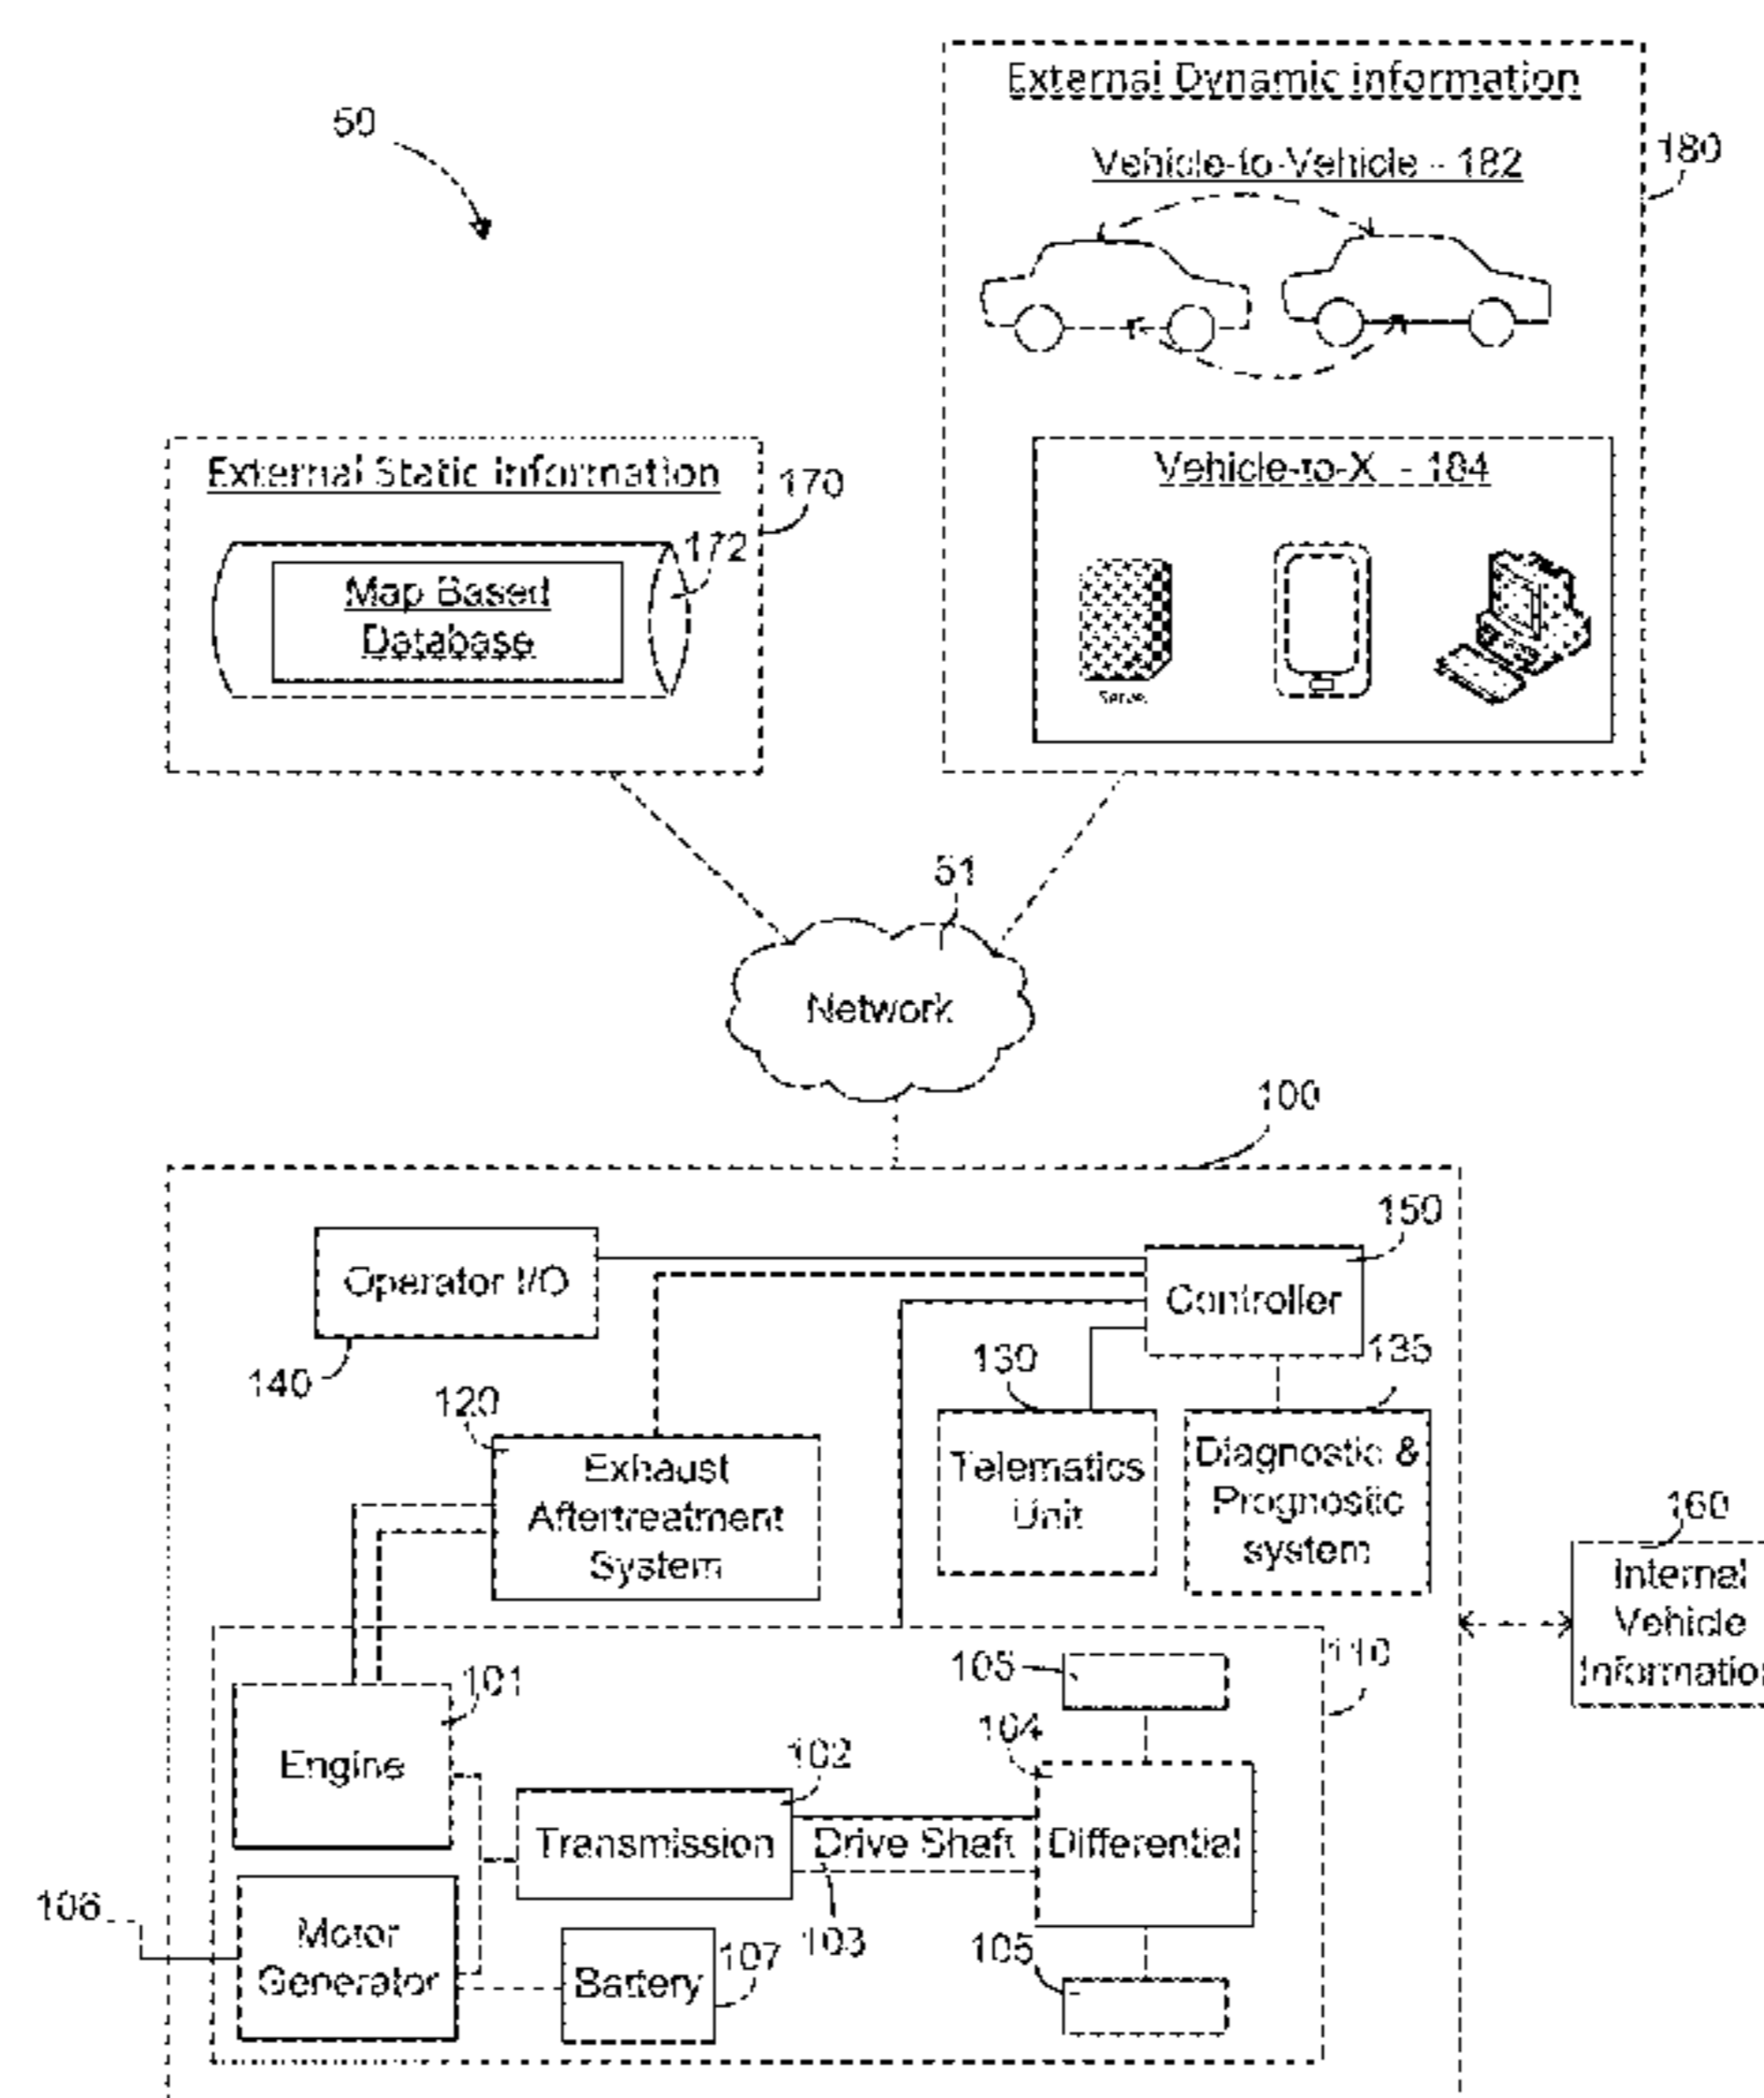 50
External Dynamic information
180
Vehicle-to-Vehicle - 182
External Static information
170
172
Map Based
Database
Vehicle-to-X - 184
Server
51
Network
100
150
Operator I/O
Controller
140
130
135
120
Exhaust
Aftertreatment
System
Telematics
Unit
Diagnostic &
Prognostic
system
160
Internal
Vehicle
Informatio
110
101
105
104
Engine
102
Transmission
Drive Shaft
Differential
106
103
Motor
Generator
Battery
107
105